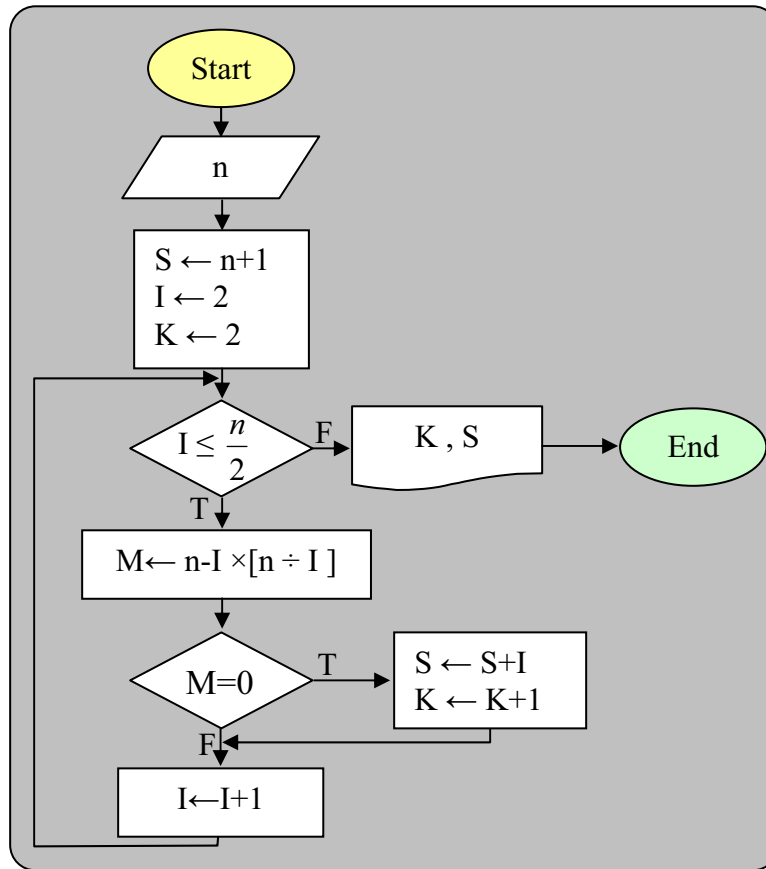 Start
n
S ← n+1
I ← 2
K ← 2
I ≤ n/2
F
K , S
End
T
M← n-I ×[n ÷ I ]
M=0
T
S ← S+I
K ← K+1
F
I←I+1